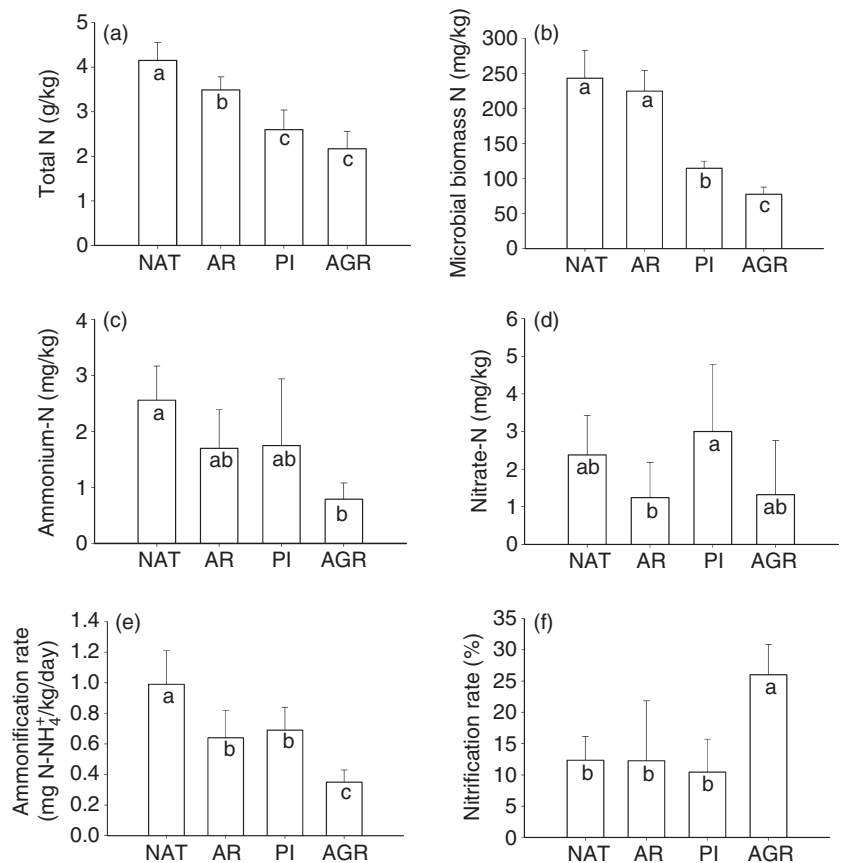 (a)
Total N (g/kg)
5
4
3
2
1
0
a
b
c
c
NAT AR PI AGR
(b)
Microbial biomass N (mg/kg)
300
250
200
150
100
50
0
a
a
b
c
NAT AR PI AGR
(c)
Ammonium-N (mg/kg)
4
3
2
1
0
a
ab
ab
b
NAT AR PI AGR
(d)
Nitrate-N (mg/kg)
6
5
4
3
2
1
0
ab
b
a
ab
NAT AR PI AGR
(e)
Ammonification rate
(mg N-NH₄⁺/kg/day)
1.4
1.2
1.0
0.8
0.6
0.4
0.2
0.0
a
b
b
c
NAT AR PI AGR
(f)
Nitrification rate (%)
35
30
25
20
15
10
5
0
b
b
b
a
NAT AR PI AGR